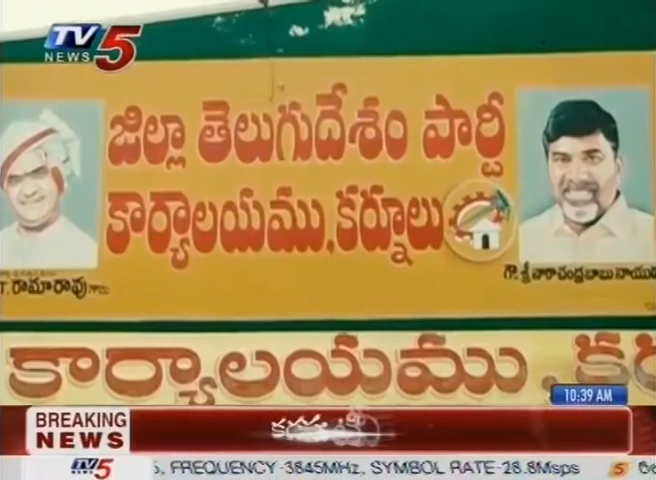 TV5
NEWS
జిల్లా తెలుగుదేశం పార్టీ
కార్యాలయము, కర్నూలు
T. రామారావు గారు
గౌ. శ్రీ నారా చంద్రబాబు నాయుడు
కార్యాలయము,
10:39 AM
BREAKING
NEWS
TV5 FREQUENCY-3845MHz, SYMBOL RATE-28.8Msps